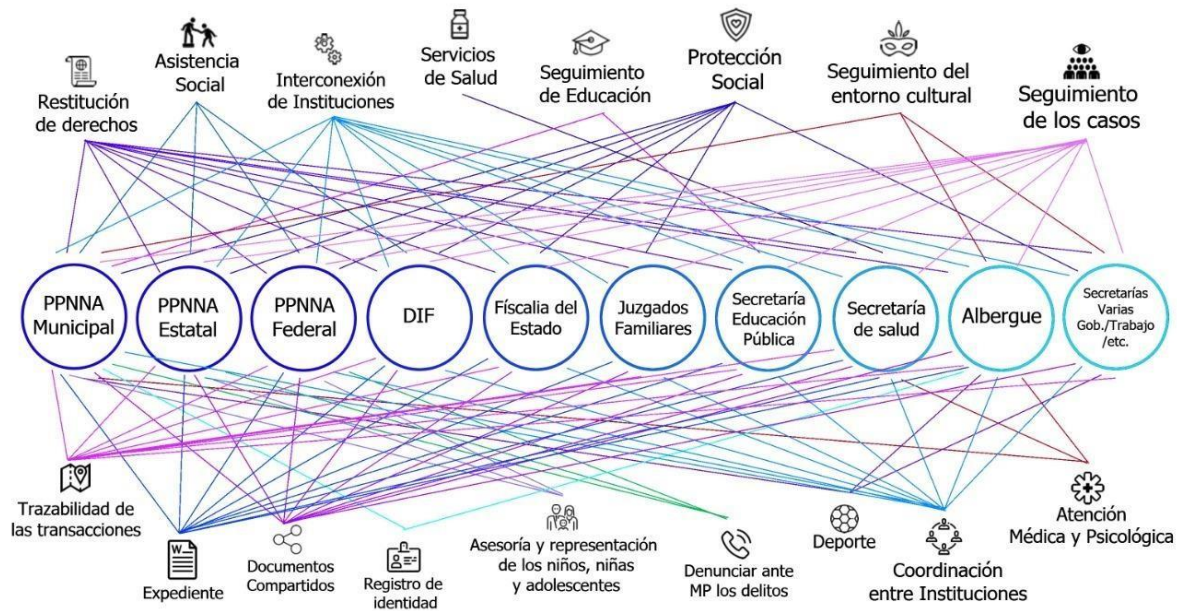 Restitución
de derechos
Asistencia
Social
Interconexión
de Instituciones
Servicios
de Salud
Seguimiento
de Educación
Protección
Social
Seguimiento del
entorno cultural
Seguimiento
de los casos
PPNNA
Municipal
PPNNA
Estatal
PPNNA
Federal
DIF
Físcalia del
Estado
Juzgados
Familiares
Secretaría
Educación
Pública
Secretaría
de salud
Albergue
Secretarías
Varias
Gob./Trabajo
/etc.
Trazabilidad de
las transacciones
W
Expediente
Documentos
Compartidos
Registro de
identidad
Asesoría y representación
de los niños, niñas
y adolescentes
Denunciar ante
MP los delitos
Deporte
Coordinación
entre Instituciones
Atención
Médica y Psicológica